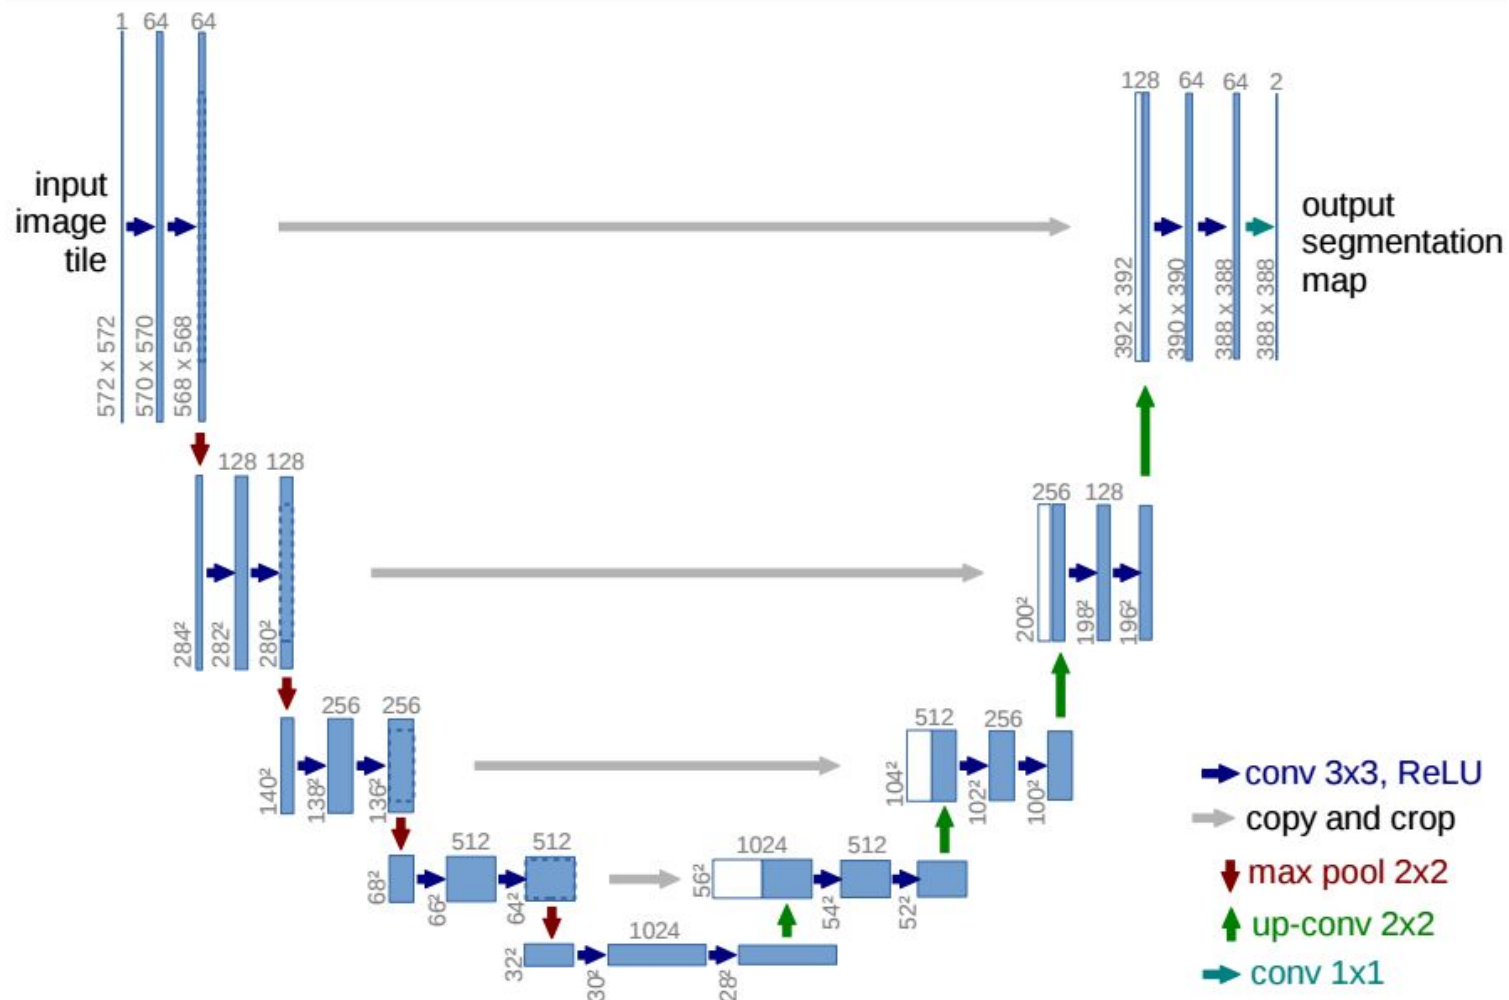 1 64 64
input
image
tile
572 x 572
570 x 570
568 x 568
128 64 64 2
output
segmentation
map
392 x 392
390 x 390
388 x 388
388 x 388
128 128
284²
282²
280²
256 128
200²
198²
196²
256 256
140²
138²
136²
512 256
104²
102²
100²
512 512
68²
66²
64²
1024 512
56²
54²
52²
1024
32²
30²
28²
conv 3x3, ReLU
copy and crop
max pool 2x2
up-conv 2x2
conv 1x1